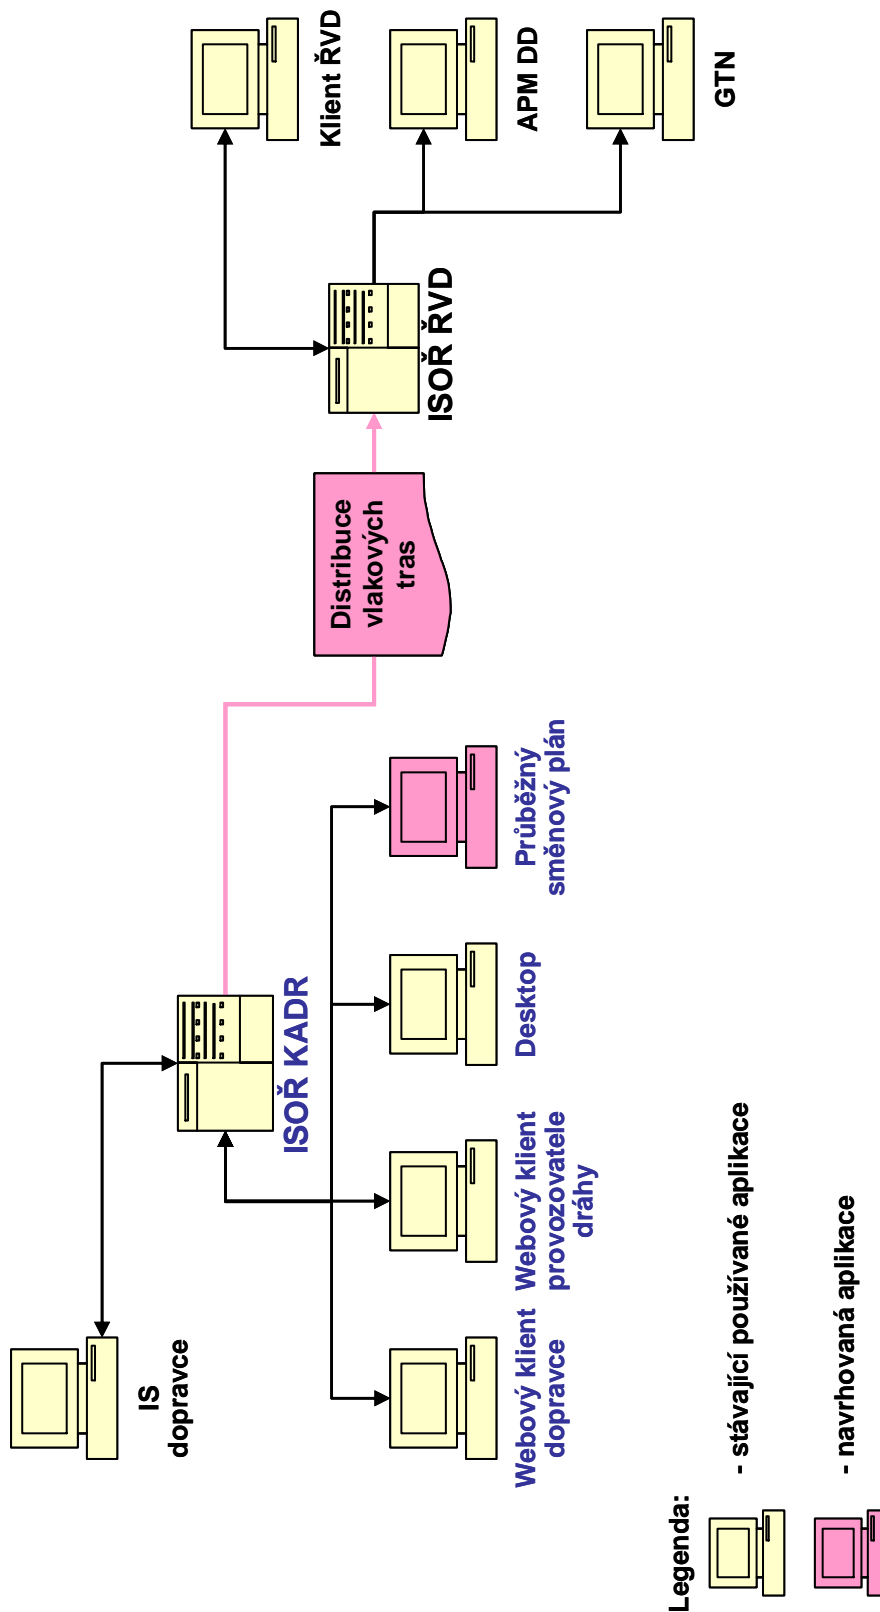 IS
dopravce
ISOŘ KADR
Webový klient
dopravce
Webový klient
provozovatele
dráhy
Desktop
Průběžný
směnový plán
Distribuce
vlakových
tras
ISOŘ ŘVD
Klient ŘVD
APM DD
GTN
Legenda:
- stávající používané aplikace
- navrhovaná aplikace